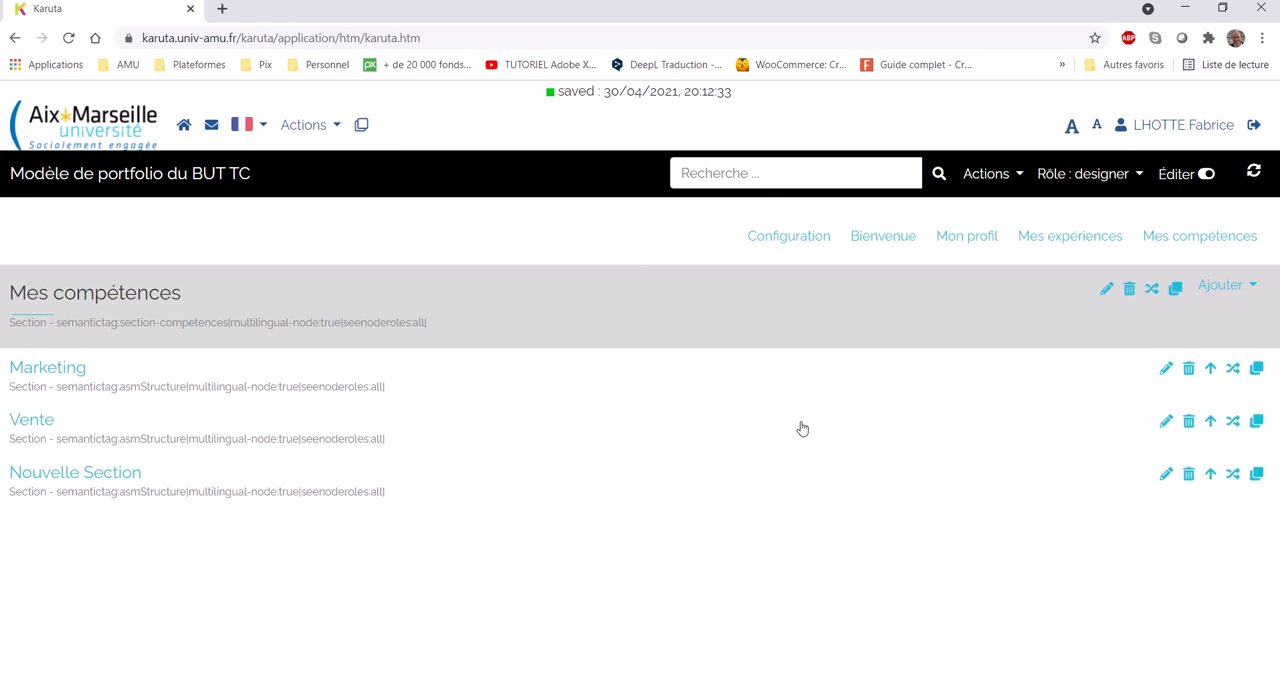 Karuta
karuta.univ-amu.fr/karuta/application/htm/karuta.htm
ABP
Applications AMU Plateformes Pix Personnel + de 20 000 fonds... TUTORIEL Adobe X... DeepL Traduction -... WooCommerce: Cr... Guide complet - Cr... » Autres favoris Liste de lecture
saved : 30/04/2021, 20:12:33
Aix*Marseille
université
Socialement engagée
Actions
A A LHOTTE Fabrice
Modèle de portfolio du BUT TC
Recherche ... Actions Rôle : designer Éditer
Configuration Bienvenue Mon profil Mes expériences Mes compétences
Mes compétences
Ajouter
Section - semantictag:section-competences|multilingual-node:true|seenoderoles:all|
Marketing
Section - semantictag:asmStructure|multilingual-node:true|seenoderoles:all|
Vente
Section - semantictag:asmStructure|multilingual-node:true|seenoderoles:all|
Nouvelle Section
Section - semantictag:asmStructure|multilingual-node:true|seenoderoles:all|